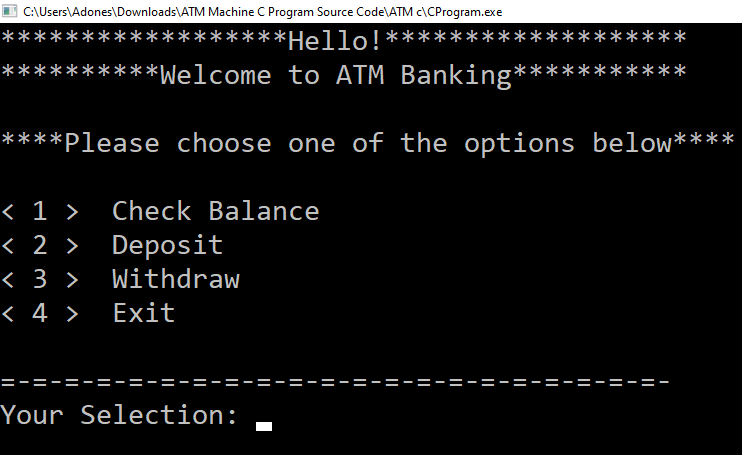 C:\Users\Adones\Downloads\ATM Machine C Program Source Code\ATM c\CProgram.exe
******************Hello!*******************
**********Welcome to ATM Banking***********
****Please choose one of the options below****
< 1 >  Check Balance
< 2 >  Deposit
< 3 >  Withdraw
< 4 >  Exit
=-=-=-=-=-=-=-=-=-=-=-=-=-=-=-=-=-=-=-=-=-
Your Selection: